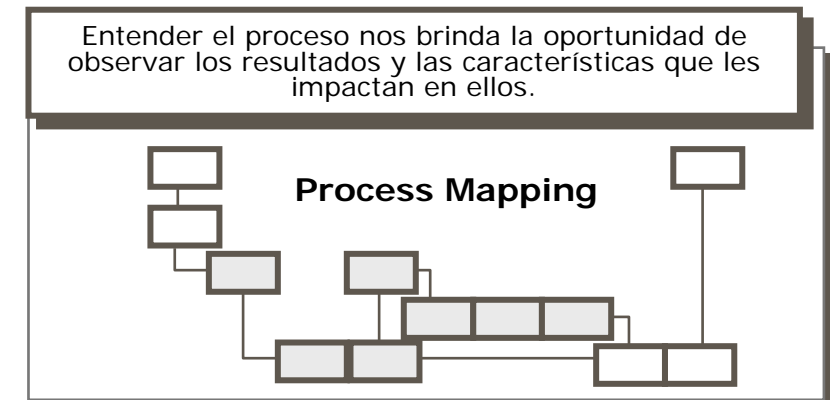 Entender el proceso nos brinda la oportunidad de
observar los resultados y las características que les
impactan en ellos.
Process Mapping